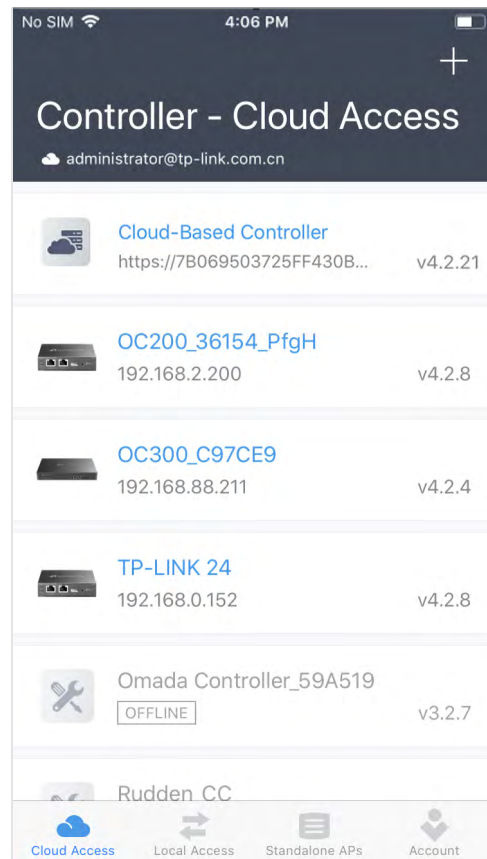 No SIM 4:06 PM
Controller - Cloud Access
administrator@tp-link.com.cn
Cloud-Based Controller
https://7B069503725FF430B... v4.2.21
OC200_36154_PfgH
192.168.2.200 v4.2.8
OC300_C97CE9
192.168.88.211 v4.2.4
TP-LINK 24
192.168.0.152 v4.2.8
Omada Controller_59A519
OFFLINE v3.2.7
Rudden_CC
Cloud Access Local Access Standalone APs Account